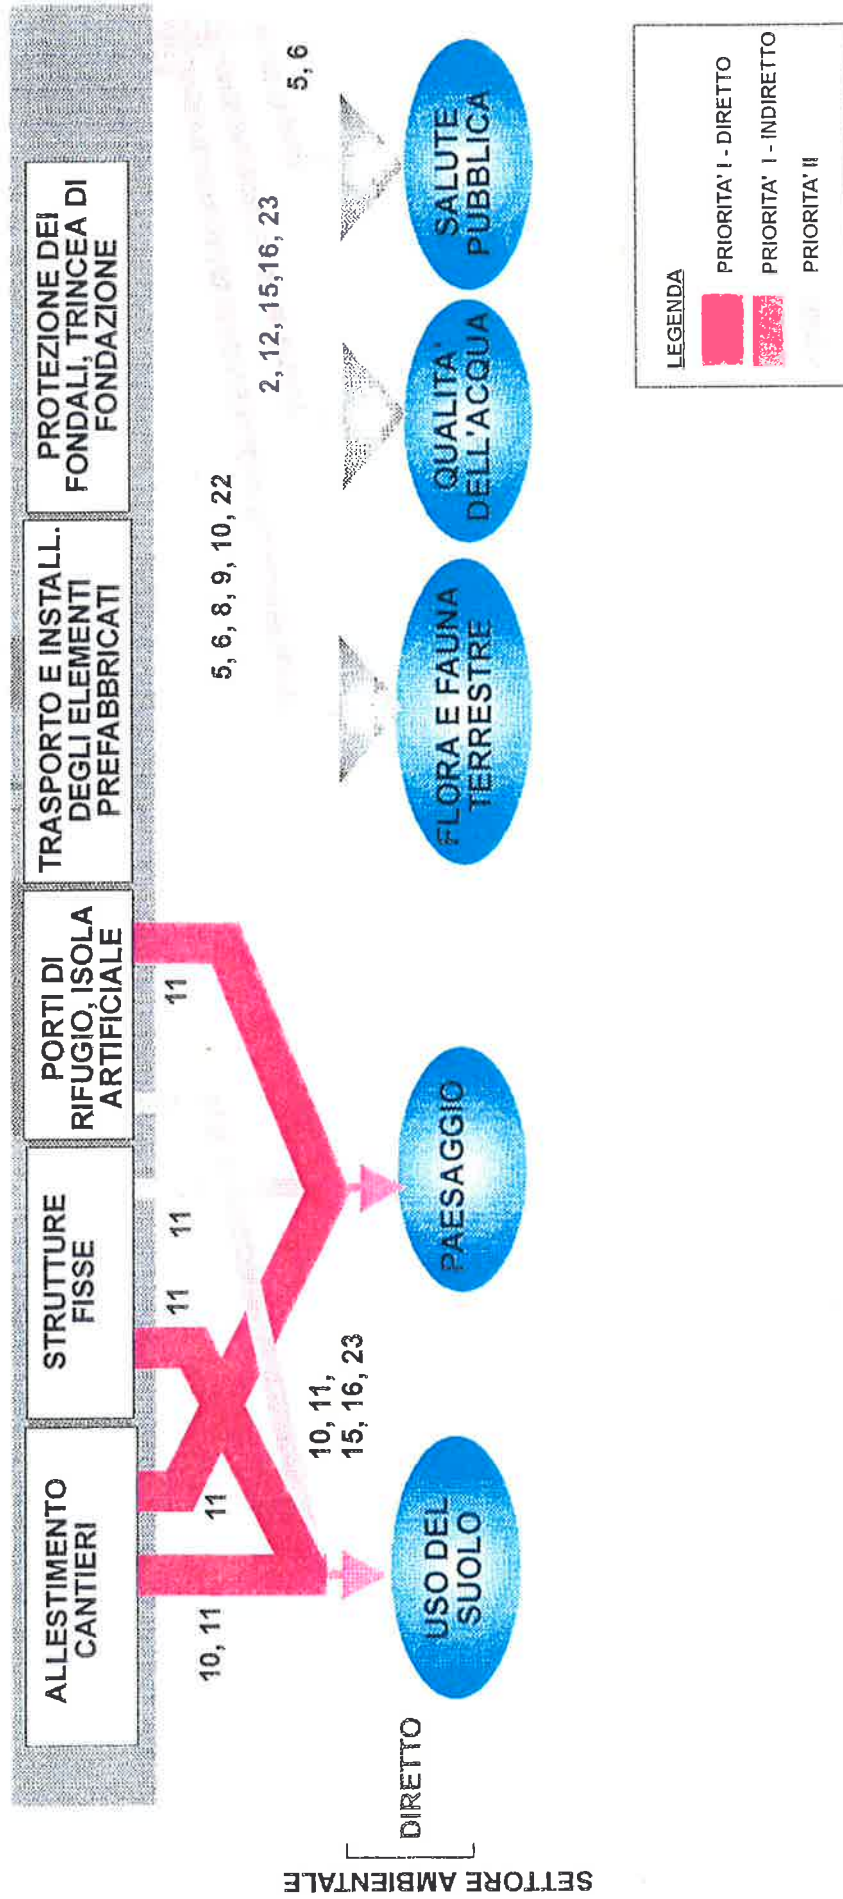 ALLESTIMENTO
CANTIERI
STRUTTURE
FISSE
PORTI DI
RIFUGIO, ISOLA
ARTIFICIALE
TRASPORTO E INSTALL.
DEGLI ELEMENTI
PREFABBRICATI
PROTEZIONE DEI
FONDALI, TRINCEA DI
FONDAZIONE
10, 11
11
11
11
11
10, 11,
15, 16, 23
5, 6, 8, 9, 10, 22
2, 12, 15,16, 23
5, 6
SETTORE AMBIENTALE
DIRETTO
USO DEL
SUOLO
PAESAGGIO
FLORA E FAUNA
TERRESTRE
QUALITA'
DELL'ACQUA
SALUTE
PUBBLICA
LEGENDA
PRIORITA' I - DIRETTO
PRIORITA' I - INDIRETTO
PRIORITA' II